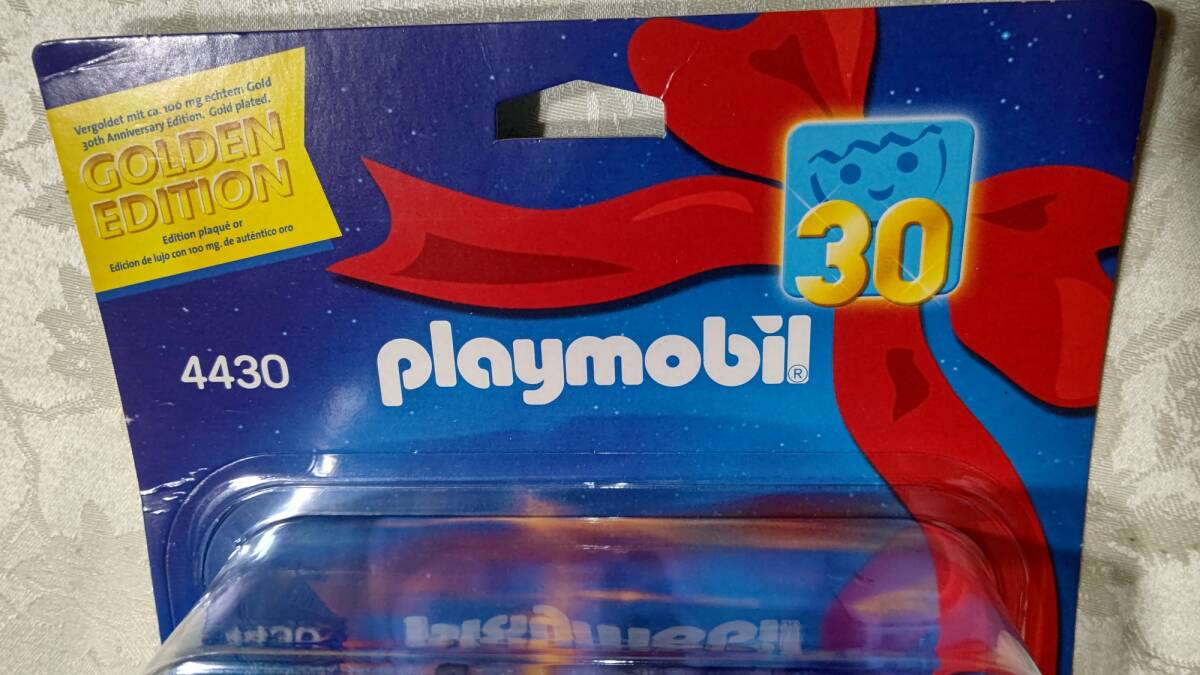 Vergoldet mit ca. 100 mg echtem Gold
30th Anniversary Edition. Gold plated.
GOLDEN
EDITION
Edition plaqué or
Edicion de lujo con 100 mg. de auténtico oro
30
4430
playmobil®